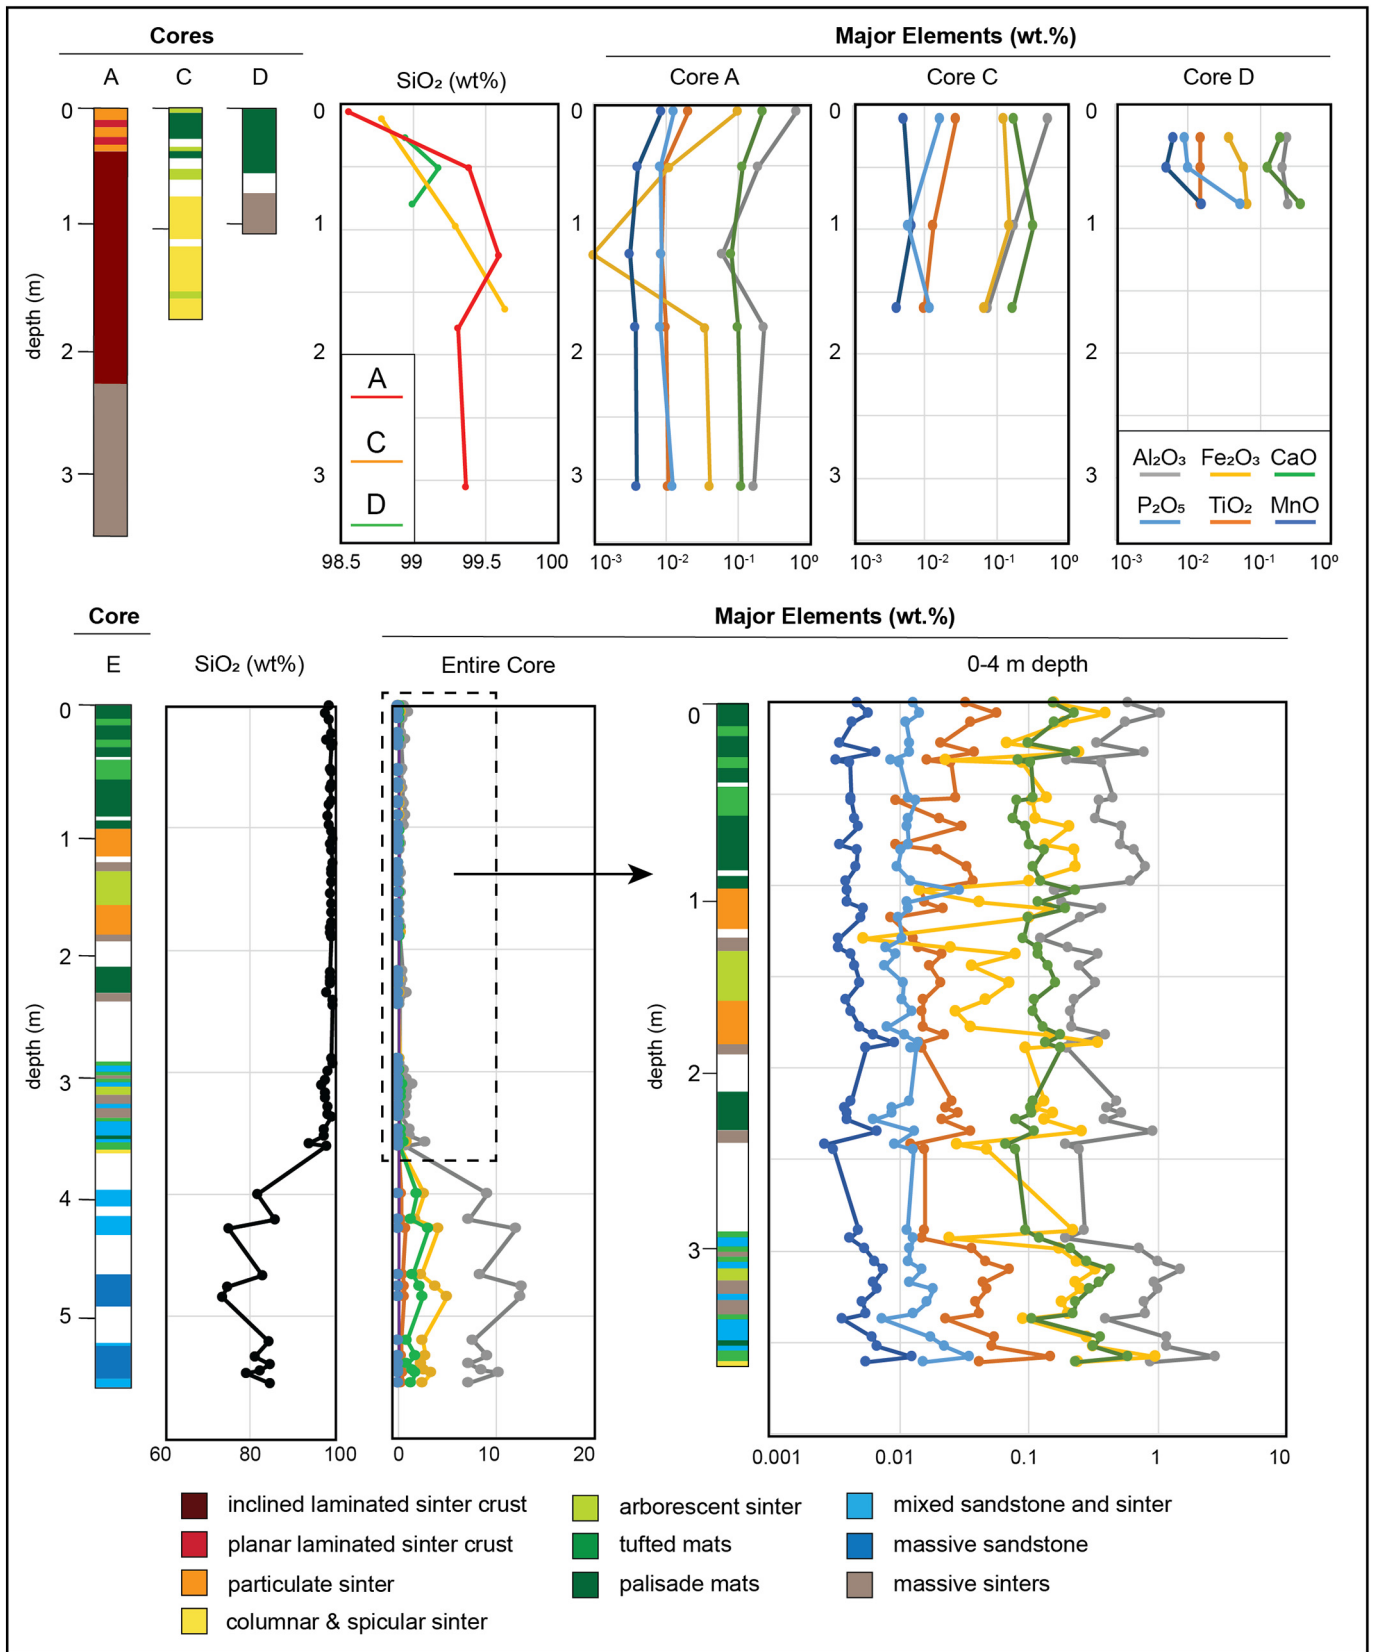 Cores
Major Elements (wt.%)
A C D
SiO₂ (wt%)
Core A
Core C
Core D
0
1
2
3
depth (m)
0
1
2
3
A
C
D
98.5 99 99.5 100
0
1
2
3
10⁻³ 10⁻² 10⁻¹ 10⁰
0
1
2
3
10⁻³ 10⁻² 10⁻¹ 10⁰
0
1
2
3
Al₂O₃ Fe₂O₃ CaO
P₂O₅ TiO₂ MnO
10⁻³ 10⁻² 10⁻¹ 10⁰
Core
Major Elements (wt.%)
E
SiO₂ (wt%)
Entire Core
0-4 m depth
0
1
2
3
4
5
depth (m)
60 80 100
0 10 20
0
1
2
3
depth (m)
0.001 0.01 0.1 1 10
inclined laminated sinter crust
planar laminated sinter crust
particulate sinter
columnar & spicular sinter
arborescent sinter
tufted mats
palisade mats
mixed sandstone and sinter
massive sandstone
massive sinters